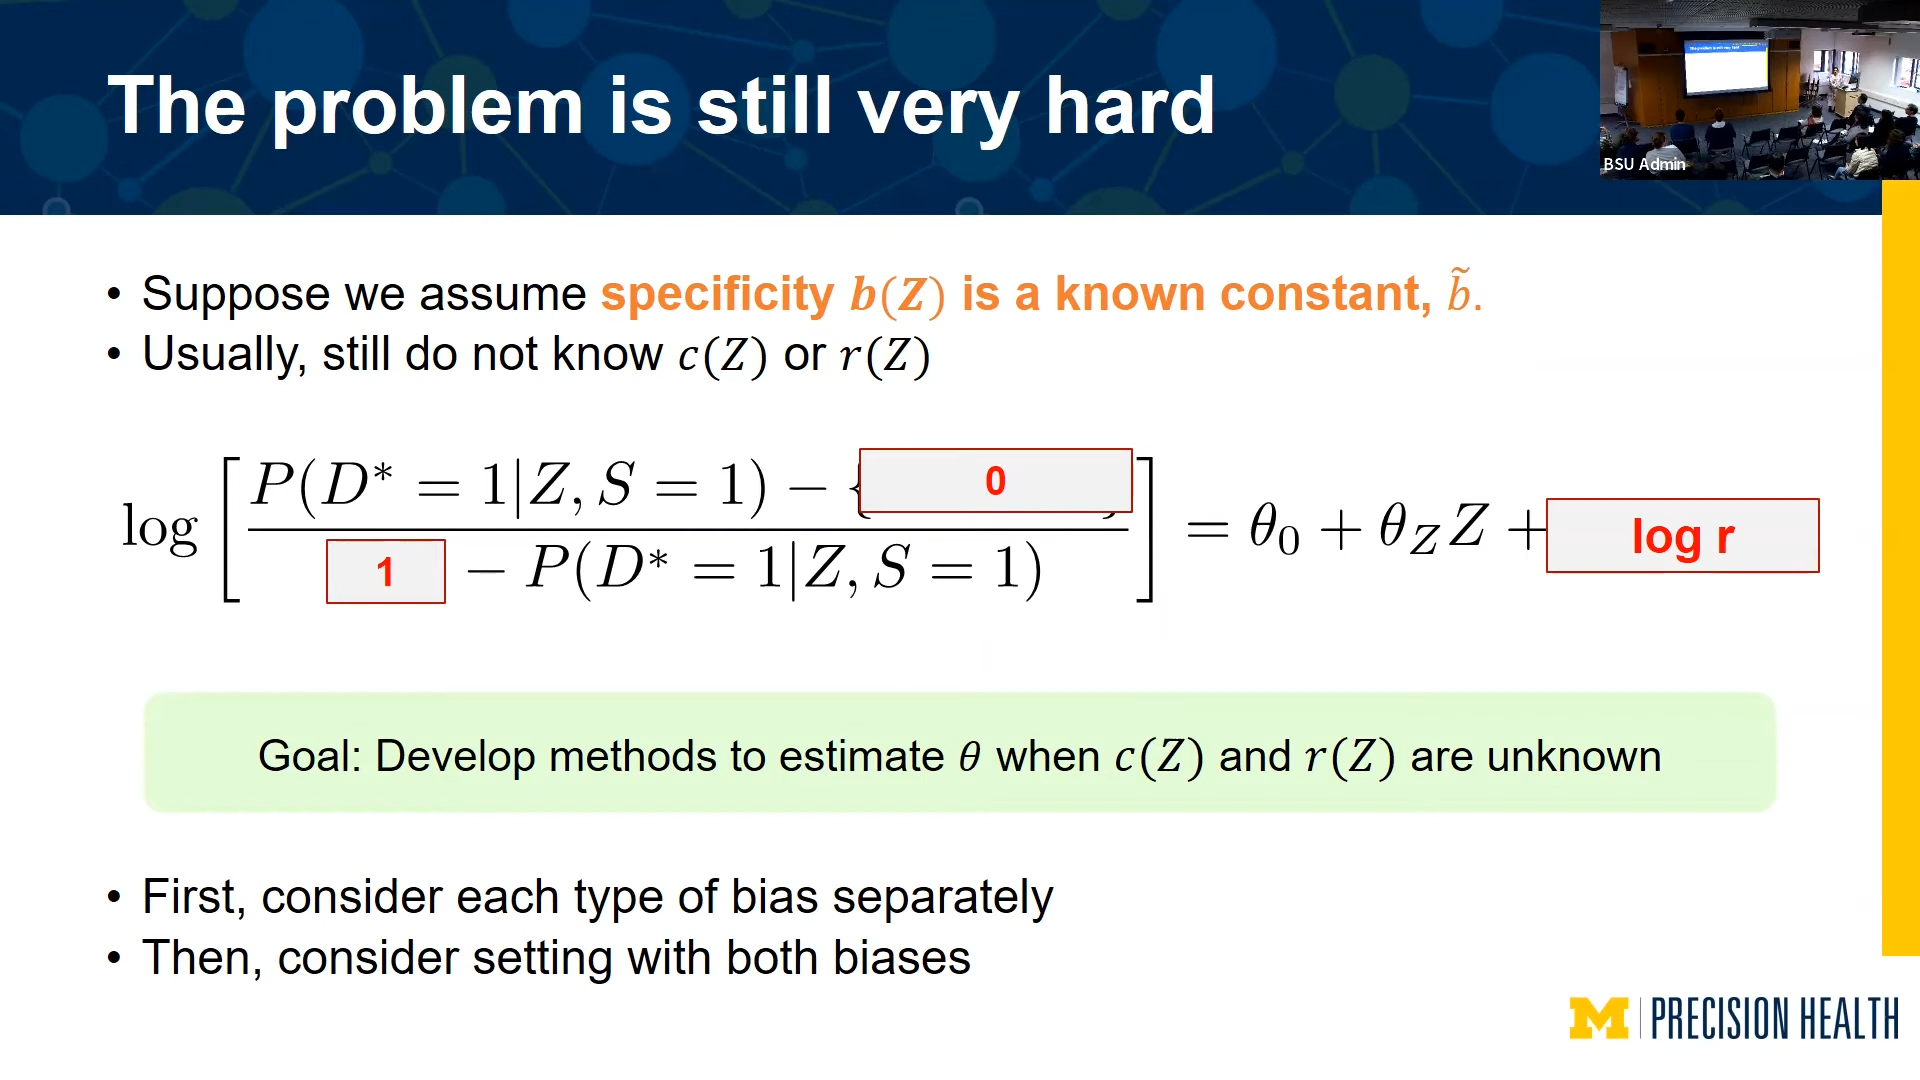 The problem is still very hard
BSU Admin
• Suppose we assume specificity b(Z) is a known constant, b̃.
• Usually, still do not know c(Z) or r(Z)
log [ P(D* = 1|Z, S = 1) − { 0 } / 1 − P(D* = 1|Z, S = 1) ] = θ₀ + θ_Z Z + log r
Goal: Develop methods to estimate θ when c(Z) and r(Z) are unknown
• First, consider each type of bias separately
• Then, consider setting with both biases
M | PRECISION HEALTH